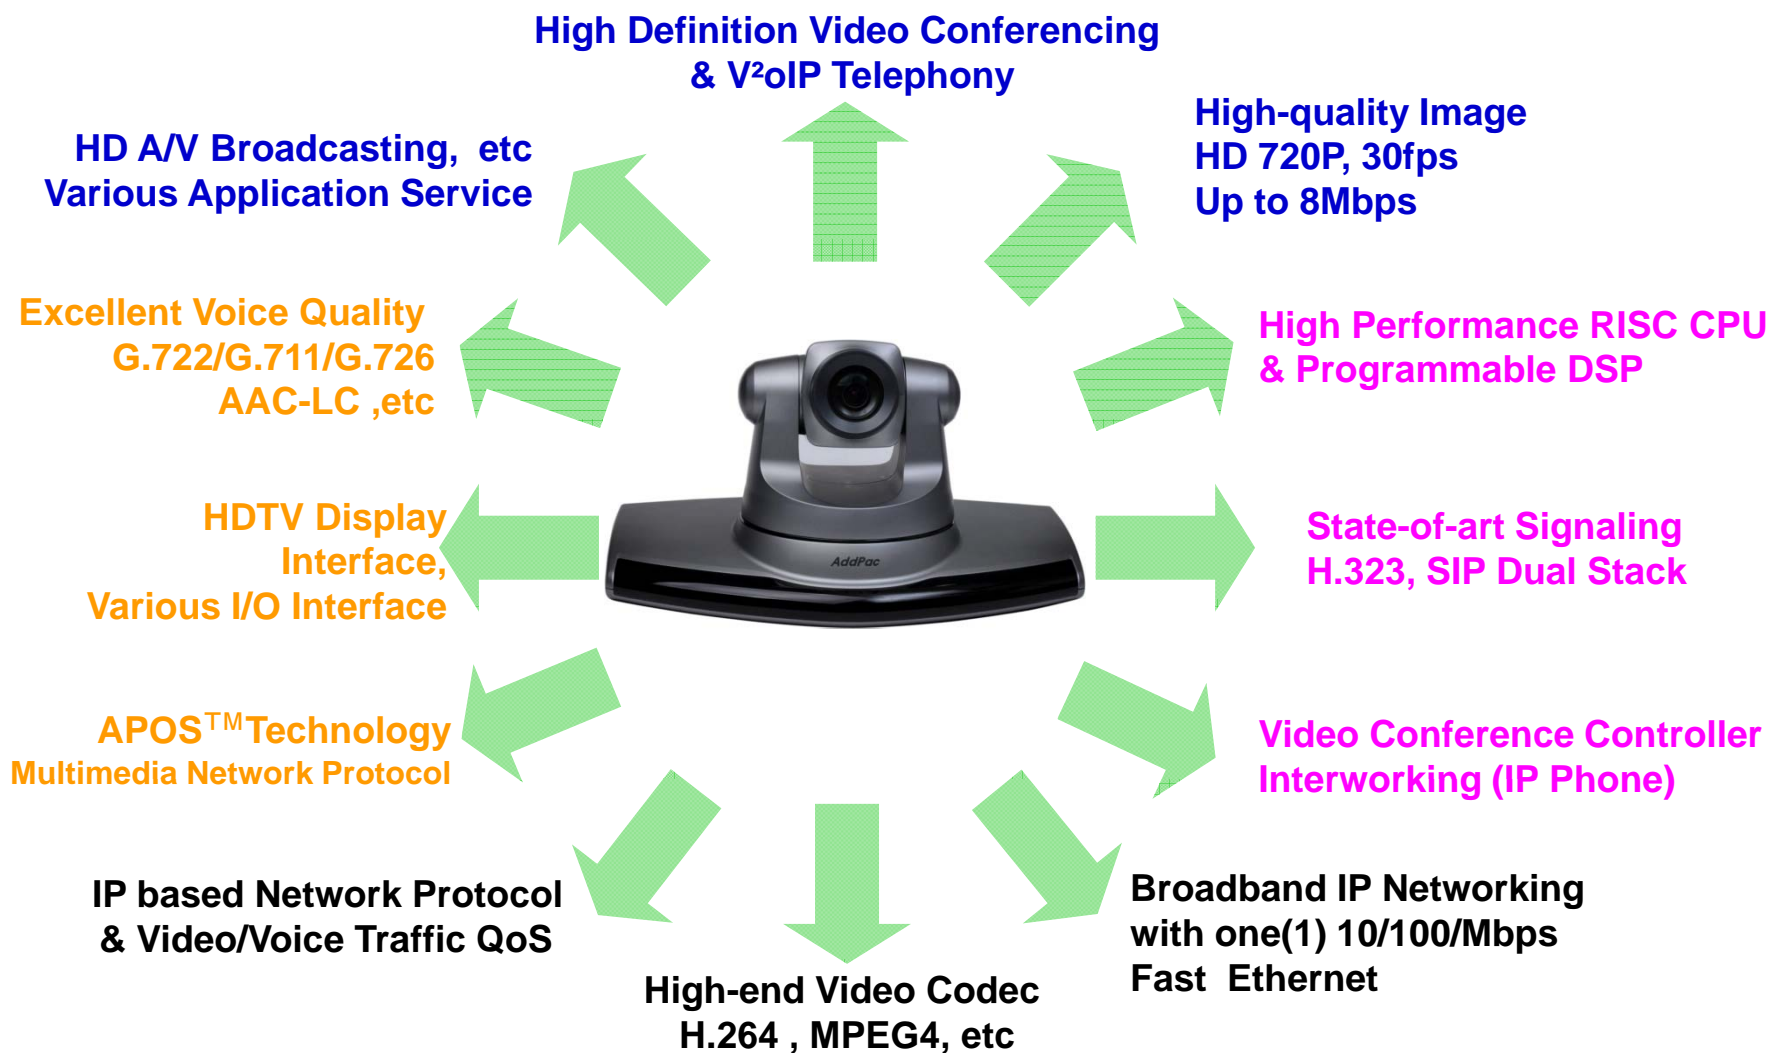 High Definition Video Conferencing
& V²oIP Telephony
HD A/V Broadcasting, etc
Various Application Service
High-quality Image
HD 720P, 30fps
Up to 8Mbps
Excellent Voice Quality
G.722/G.711/G.726
AAC-LC ,etc
High Performance RISC CPU
& Programmable DSP
HDTV Display
Interface,
Various I/O Interface
AddPac
State-of-art Signaling
H.323, SIP Dual Stack
APOS™Technology
Multimedia Network Protocol
Video Conference Controller
Interworking (IP Phone)
IP based Network Protocol
& Video/Voice Traffic QoS
High-end Video Codec
H.264 , MPEG4, etc
Broadband IP Networking
with one(1) 10/100/Mbps
Fast Ethernet